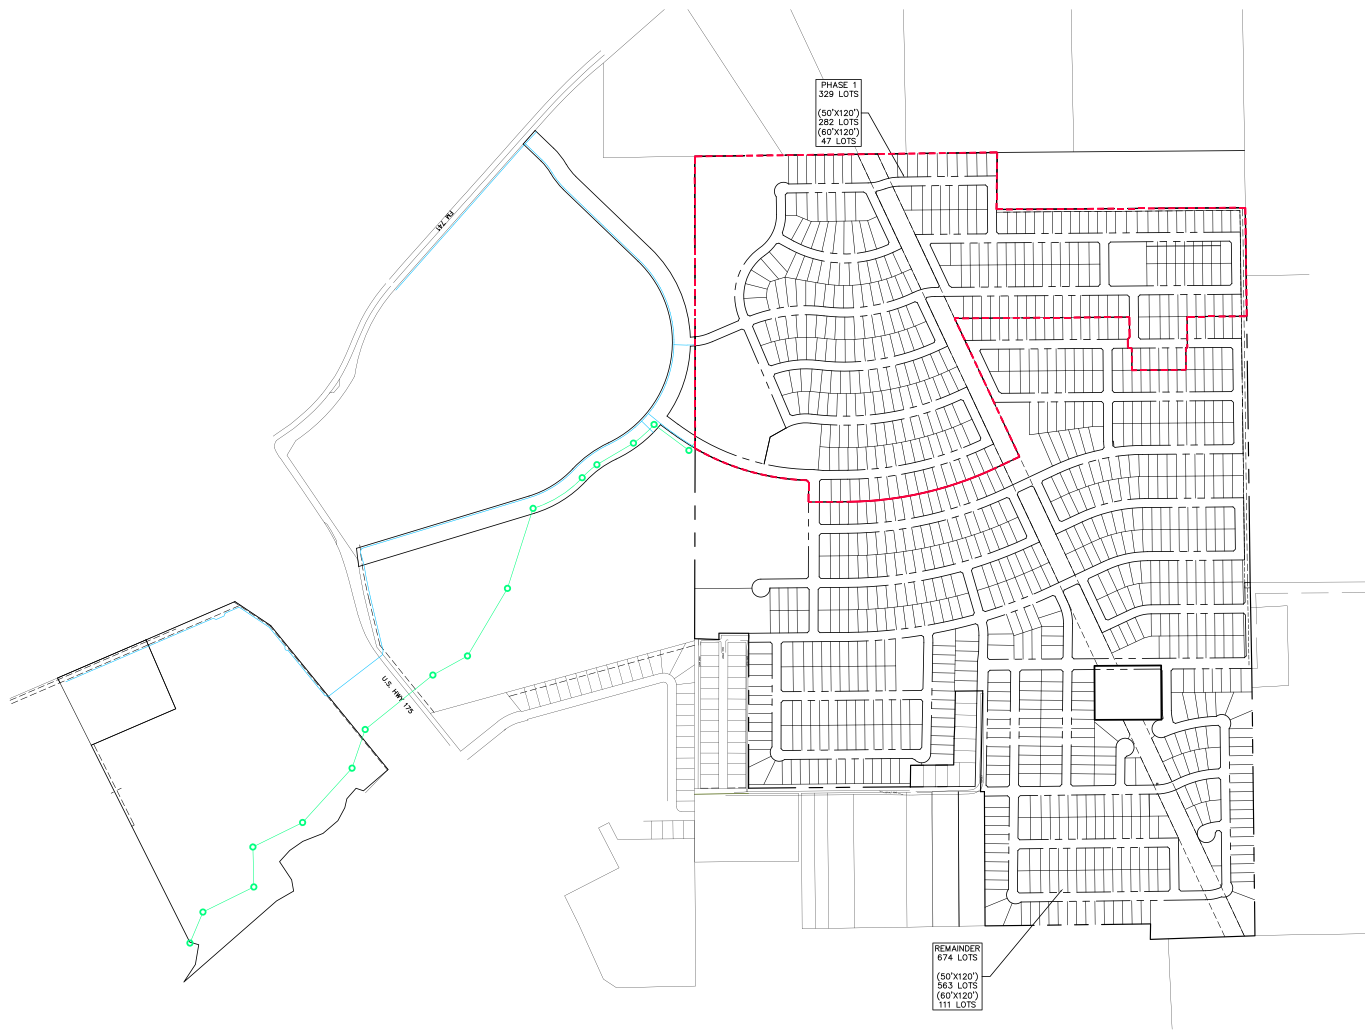 PHASE 1
329 LOTS
(50'X120')
282 LOTS
(60'X120')
47 LOTS
FM 741
U.S. HWY 175
REMAINDER
674 LOTS
(50'X120')
563 LOTS
(60'X120')
111 LOTS